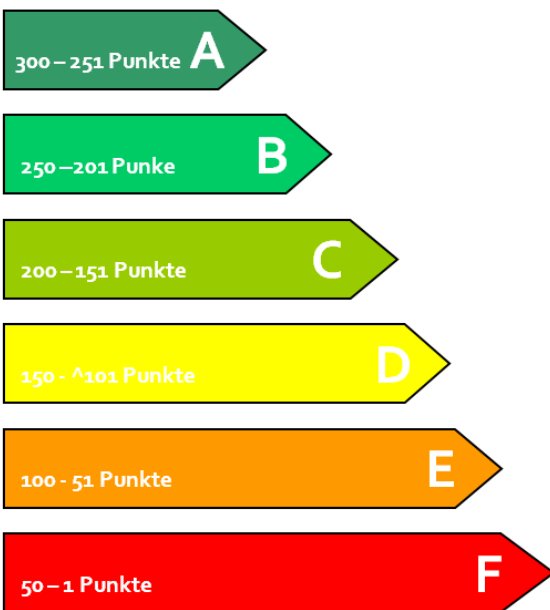 300 – 251 Punkte A
250 –201 Punke B
200 – 151 Punkte C
150 - ^101 Punkte D
100 - 51 Punkte E
50 – 1 Punkte F